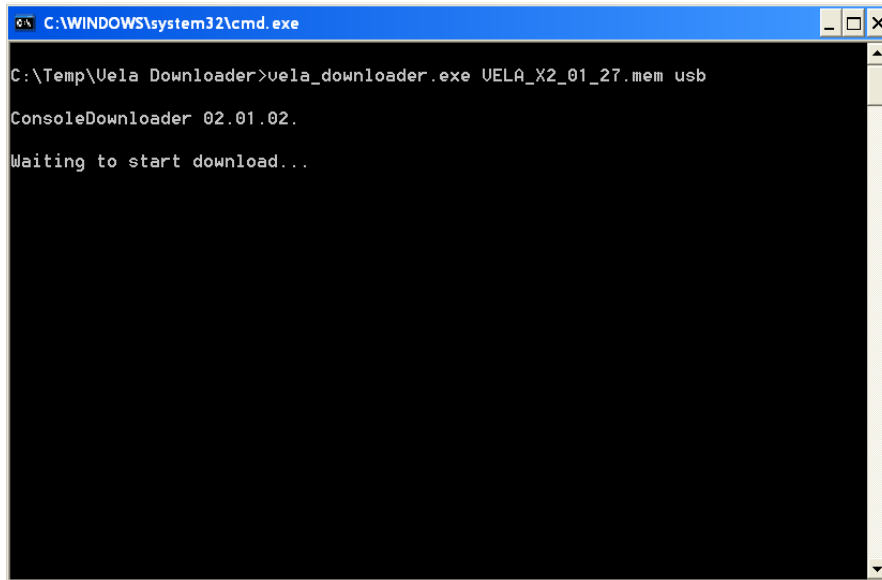 C:\WINDOWS\system32\cmd.exe
C:\Temp\Vela Downloader>vela_downloader.exe VELA_X2_01_27.mem usb
ConsoleDownloader 02.01.02.
Waiting to start download...